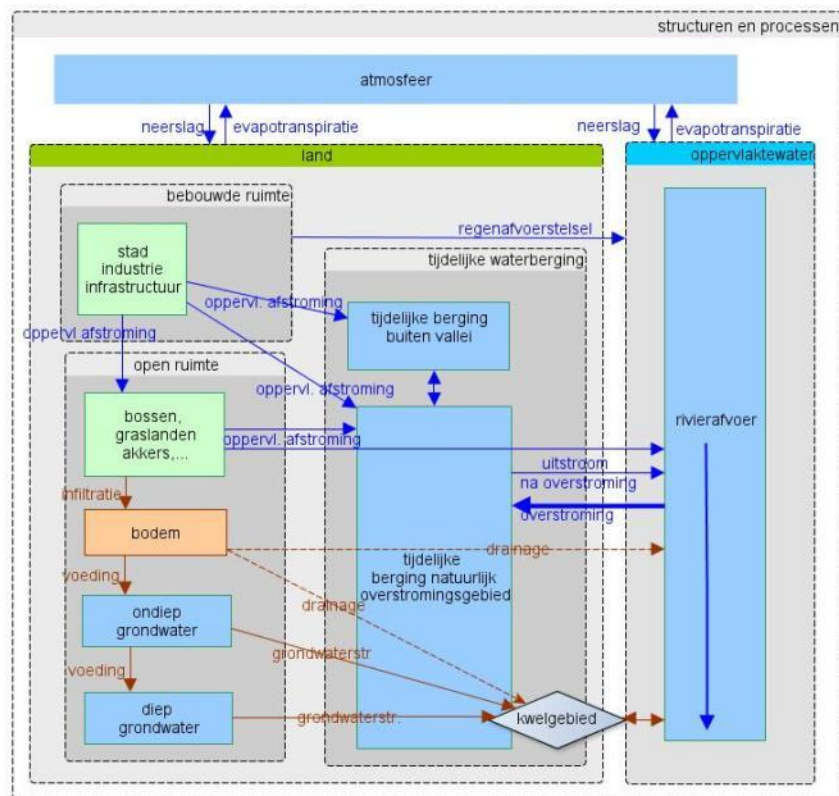 structuren en processen
atmosfeer
neerslag
evapotranspiratie
neerslag
evapotranspiratie
land
oppervlaktewater
bebouwde ruimte
regenafvoerstelsel
stad
industrie
infrastructuur
tijdelijke waterberging
oppervl. afstroming
tijdelijke berging
buiten vallei
oppervl.afstroming
open ruimte
oppervl. afstroming
bossen,
graslanden
akkers,...
oppervl. afstroming
rivierafvoer
uitstroom
na overstroming
infiltratie
overstroming
bodem
drainage
tijdelijke
berging natuurlijk
overstromingsgebied
voeding
drainage
ondiep
grondwater
grondwaterstr
voeding
diep
grondwater
grondwaterstr.
kwelgebied